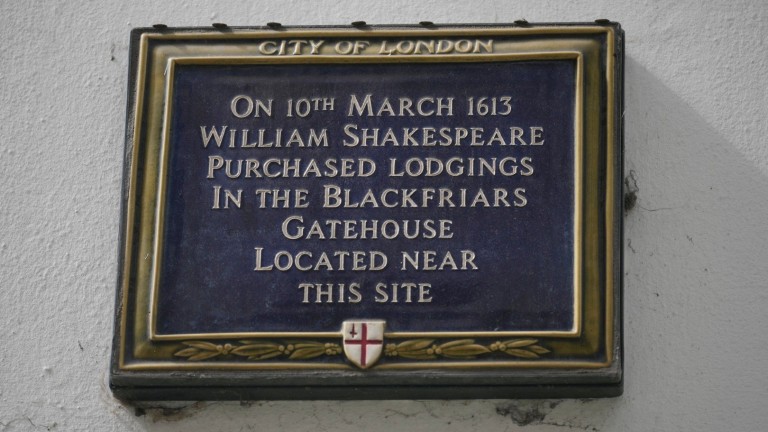 CITY OF LONDON
ON 10TH MARCH 1613
WILLIAM SHAKESPEARE
PURCHASED LODGINGS
IN THE BLACKFRIARS
GATEHOUSE
LOCATED NEAR
THIS SITE